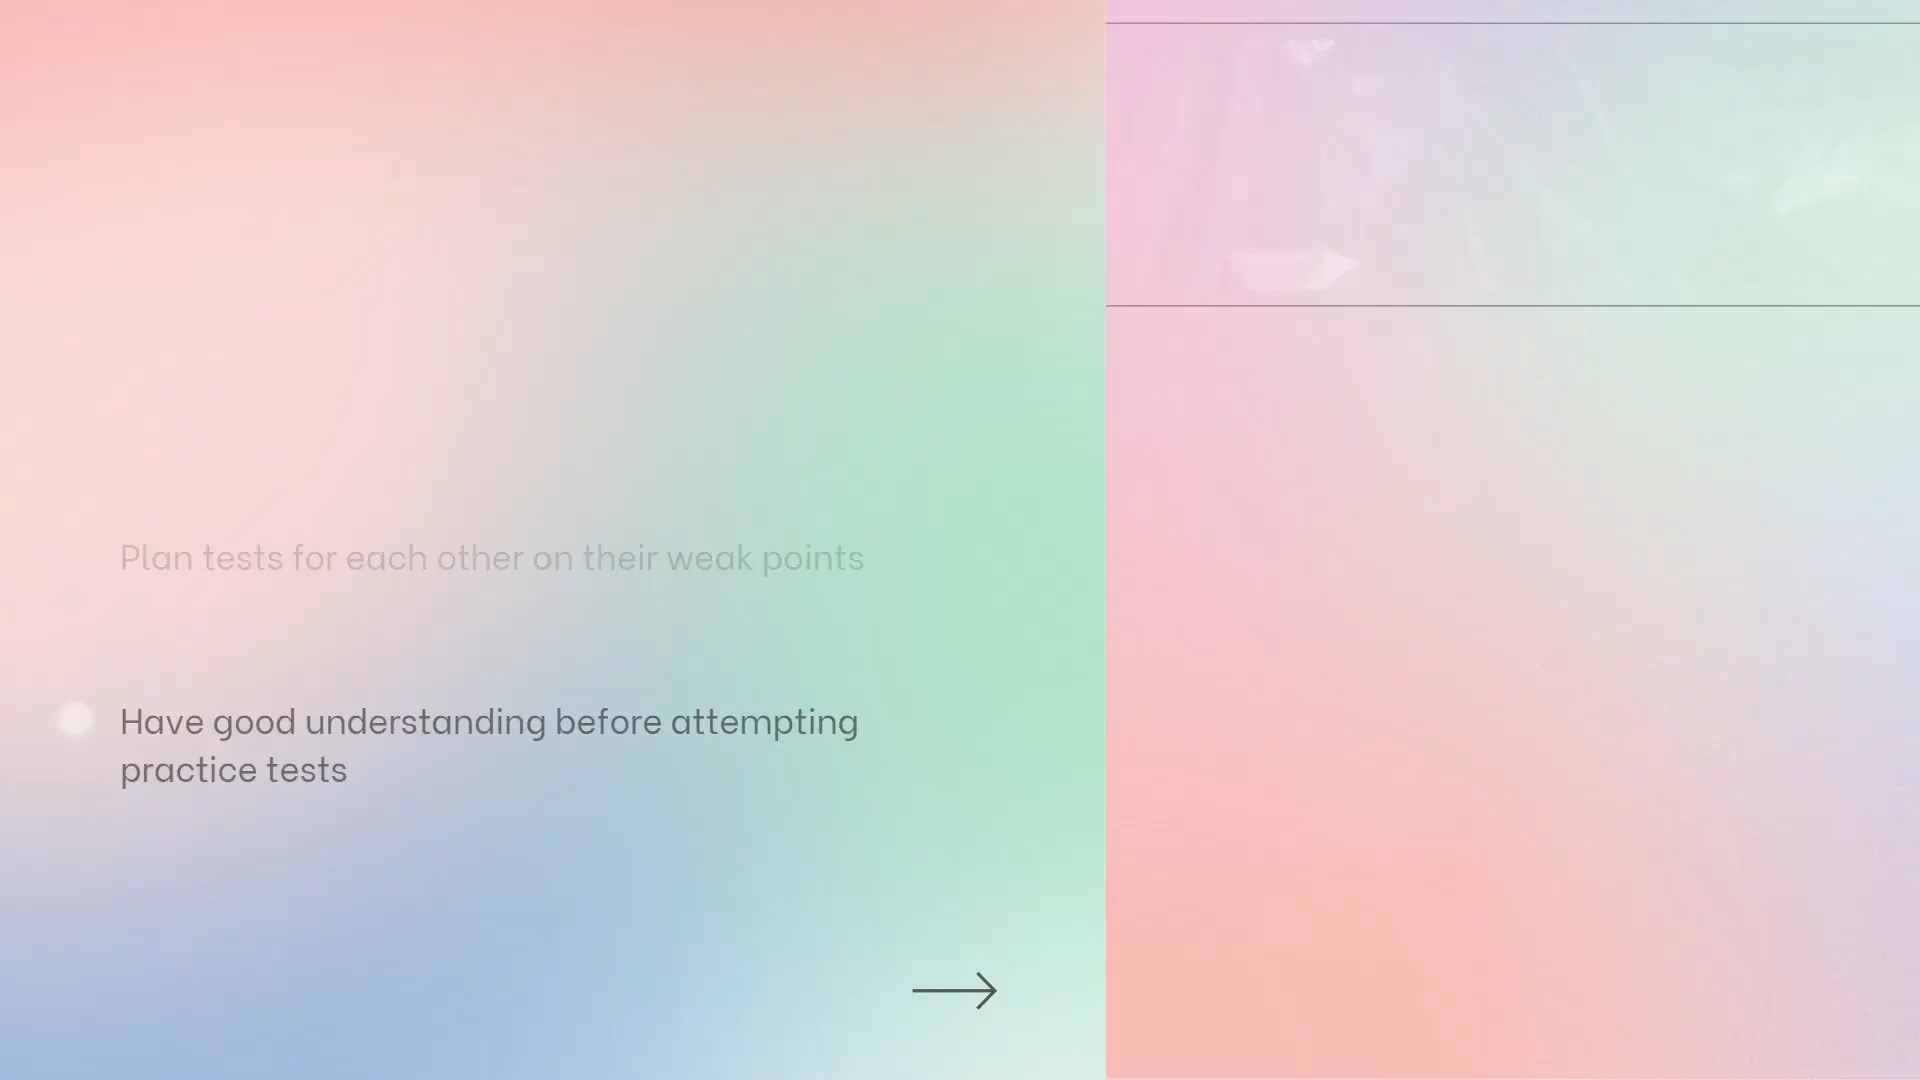 Plan tests for each other on their weak points
Have good understanding before attempting
practice tests